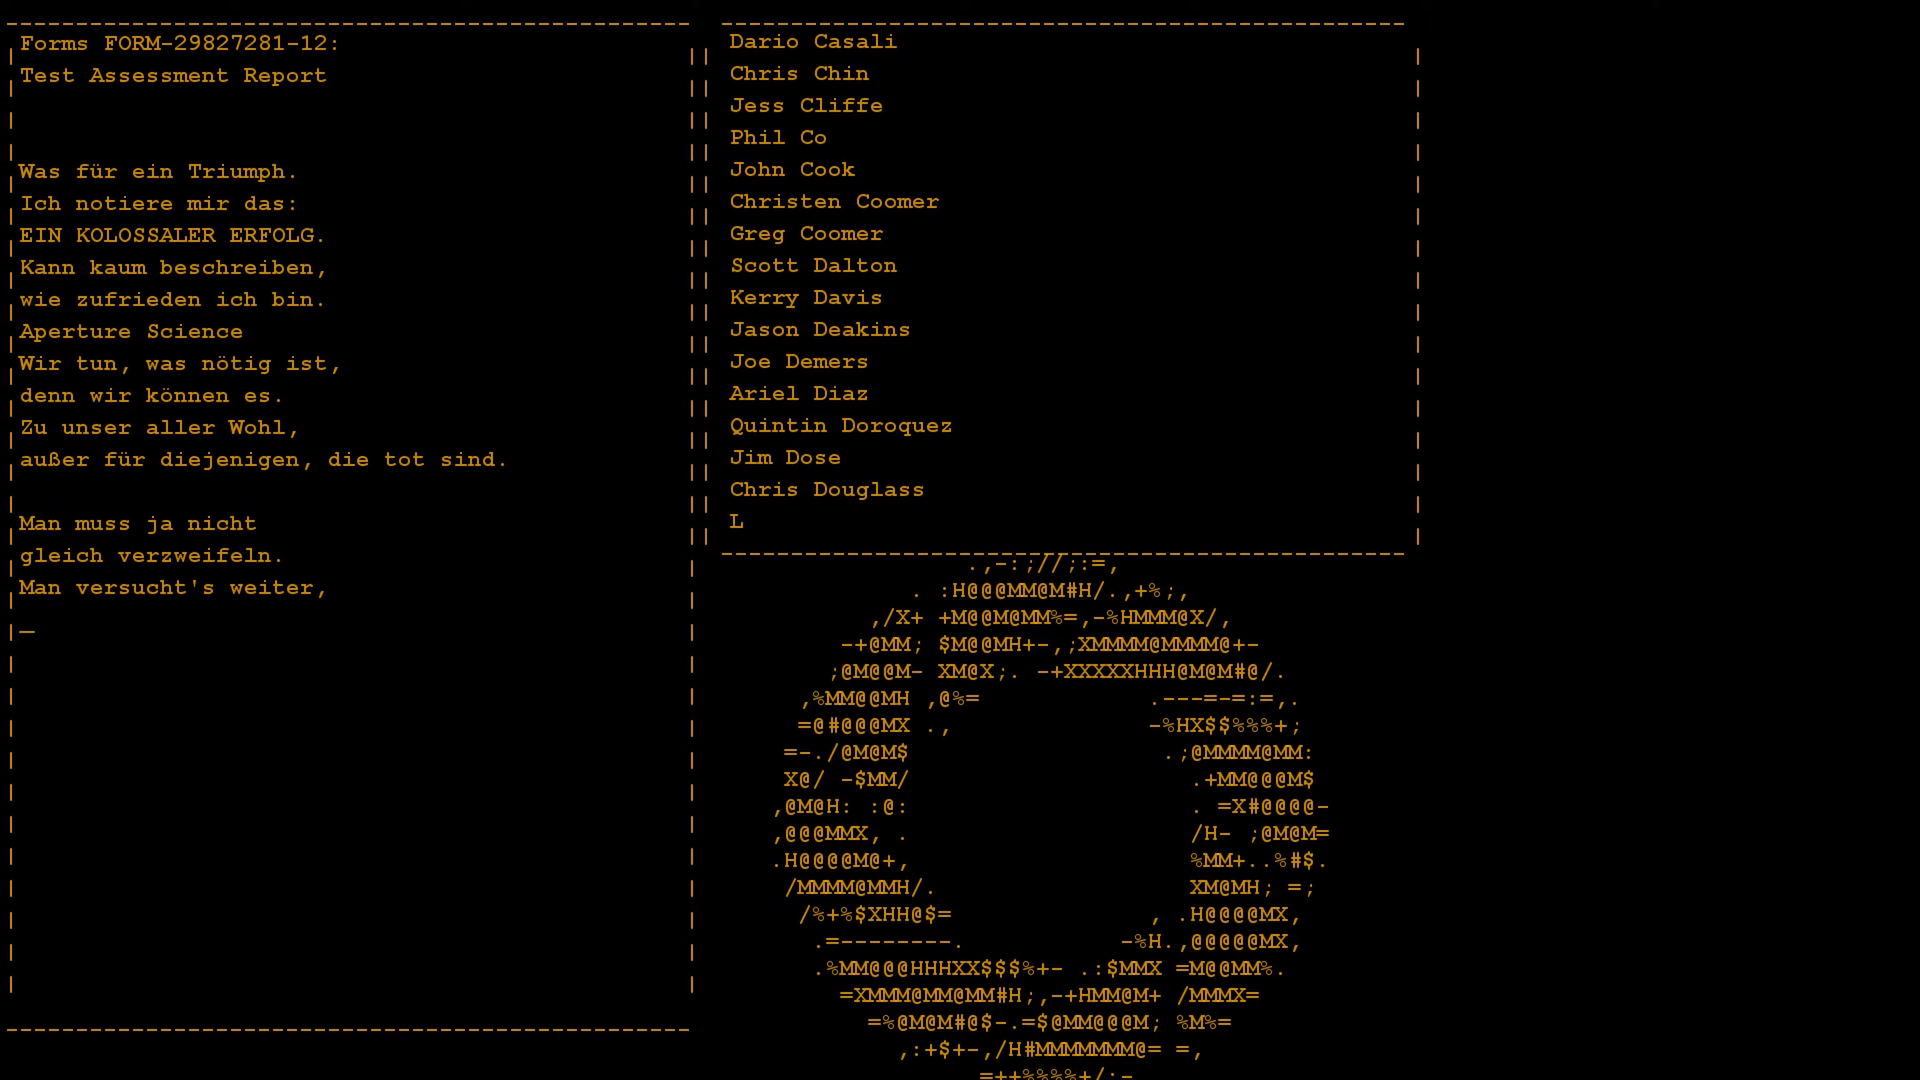 Forms FORM-29827281-12:
Test Assessment Report
Was für ein Triumph.
Ich notiere mir das:
EIN KOLOSSALER ERFOLG.
Kann kaum beschreiben,
wie zufrieden ich bin.
Aperture Science
Wir tun, was nötig ist,
denn wir können es.
Zu unser aller Wohl,
außer für diejenigen, die tot sind.
Man muss ja nicht
gleich verzweifeln.
Man versucht's weiter,
Dario Casali
Chris Chin
Jess Cliffe
Phil Co
John Cook
Christen Coomer
Greg Coomer
Scott Dalton
Kerry Davis
Jason Deakins
Joe Demers
Ariel Diaz
Quintin Doroquez
Jim Dose
Chris Douglass
L